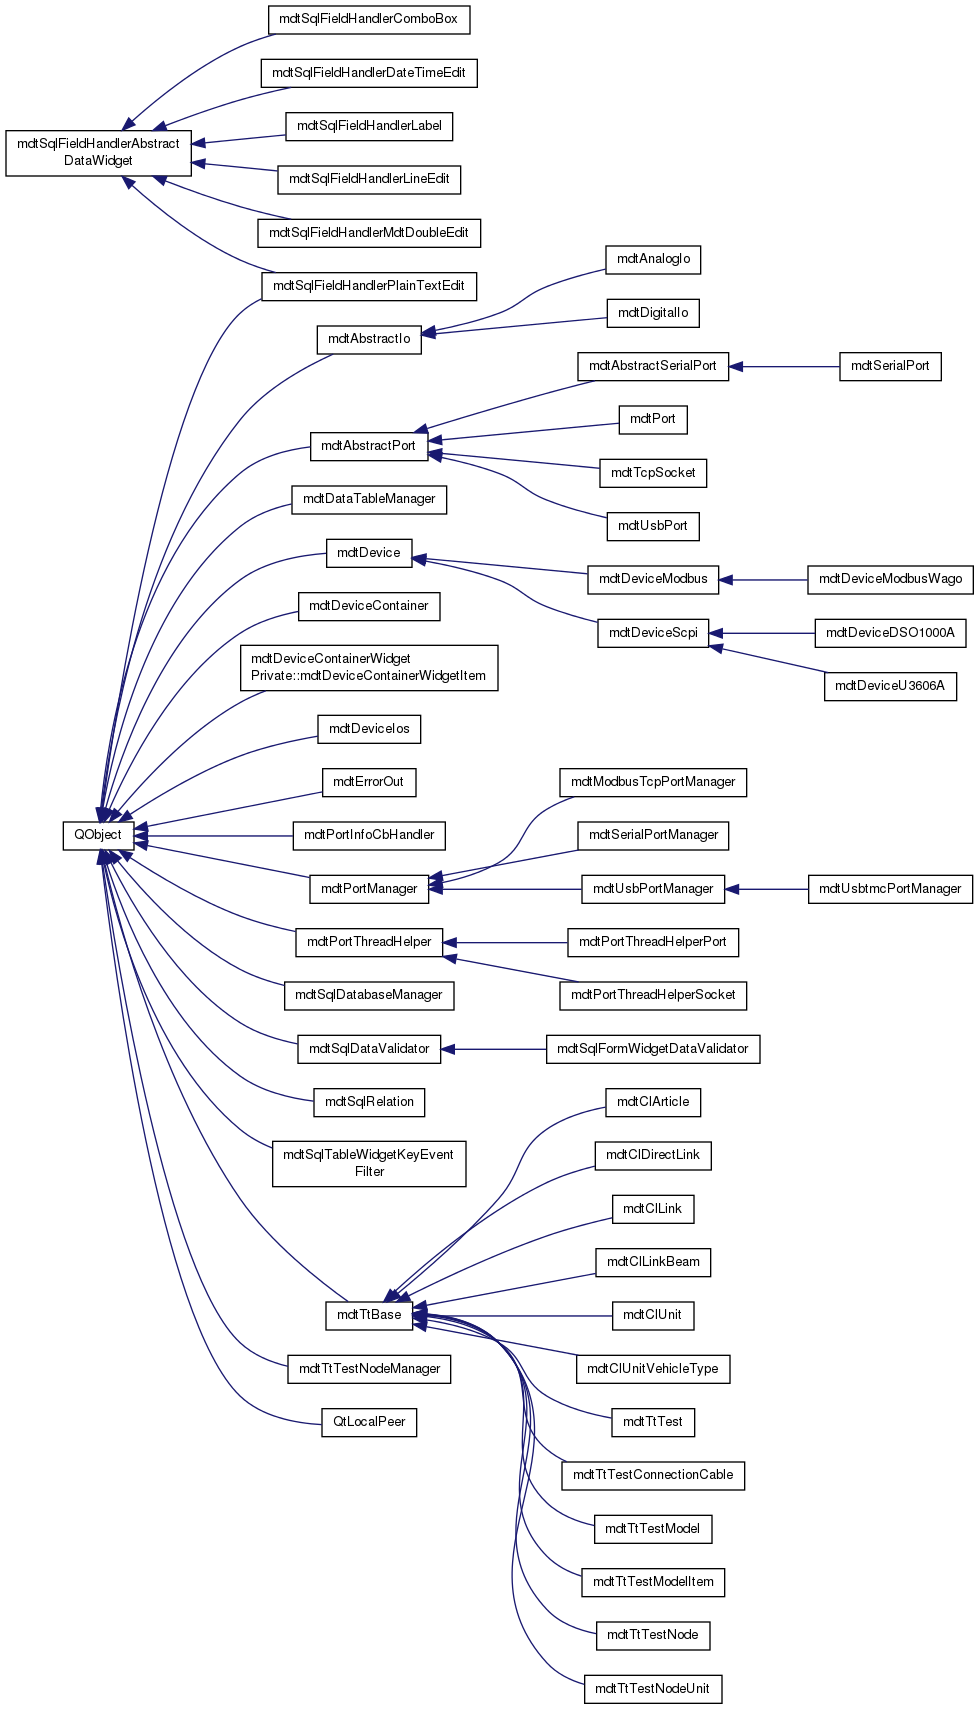 mdtSqlFieldHandlerComboBox
mdtSqlFieldHandlerDateTimeEdit
mdtSqlFieldHandlerLabel
mdtSqlFieldHandlerAbstract
DataWidget
mdtSqlFieldHandlerLineEdit
mdtSqlFieldHandlerMdtDoubleEdit
mdtSqlFieldHandlerPlainTextEdit
mdtAnalogIo
mdtDigitalIo
mdtAbstractIo
mdtAbstractSerialPort
mdtSerialPort
mdtPort
mdtAbstractPort
mdtTcpSocket
mdtDataTableManager
mdtUsbPort
mdtDevice
mdtDeviceModbus
mdtDeviceModbusWago
mdtDeviceContainer
mdtDeviceScpi
mdtDeviceDSO1000A
mdtDeviceContainerWidget
Private::mdtDeviceContainerWidgetItem
mdtDeviceU3606A
mdtDeviceIos
mdtErrorOut
mdtModbusTcpPortManager
QObject
mdtPortInfoCbHandler
mdtSerialPortManager
mdtPortManager
mdtUsbPortManager
mdtUsbtmcPortManager
mdtPortThreadHelper
mdtPortThreadHelperPort
mdtSqlDatabaseManager
mdtPortThreadHelperSocket
mdtSqlDataValidator
mdtSqlFormWidgetDataValidator
mdtSqlRelation
mdtClArticle
mdtSqlTableWidgetKeyEvent
Filter
mdtClDirectLink
mdtClLink
mdtClLinkBeam
mdtTtBase
mdtClUnit
mdtTtTestNodeManager
mdtClUnitVehicleType
QtLocalPeer
mdtTtTest
mdtTtTestConnectionCable
mdtTtTestModel
mdtTtTestModelItem
mdtTtTestNode
mdtTtTestNodeUnit